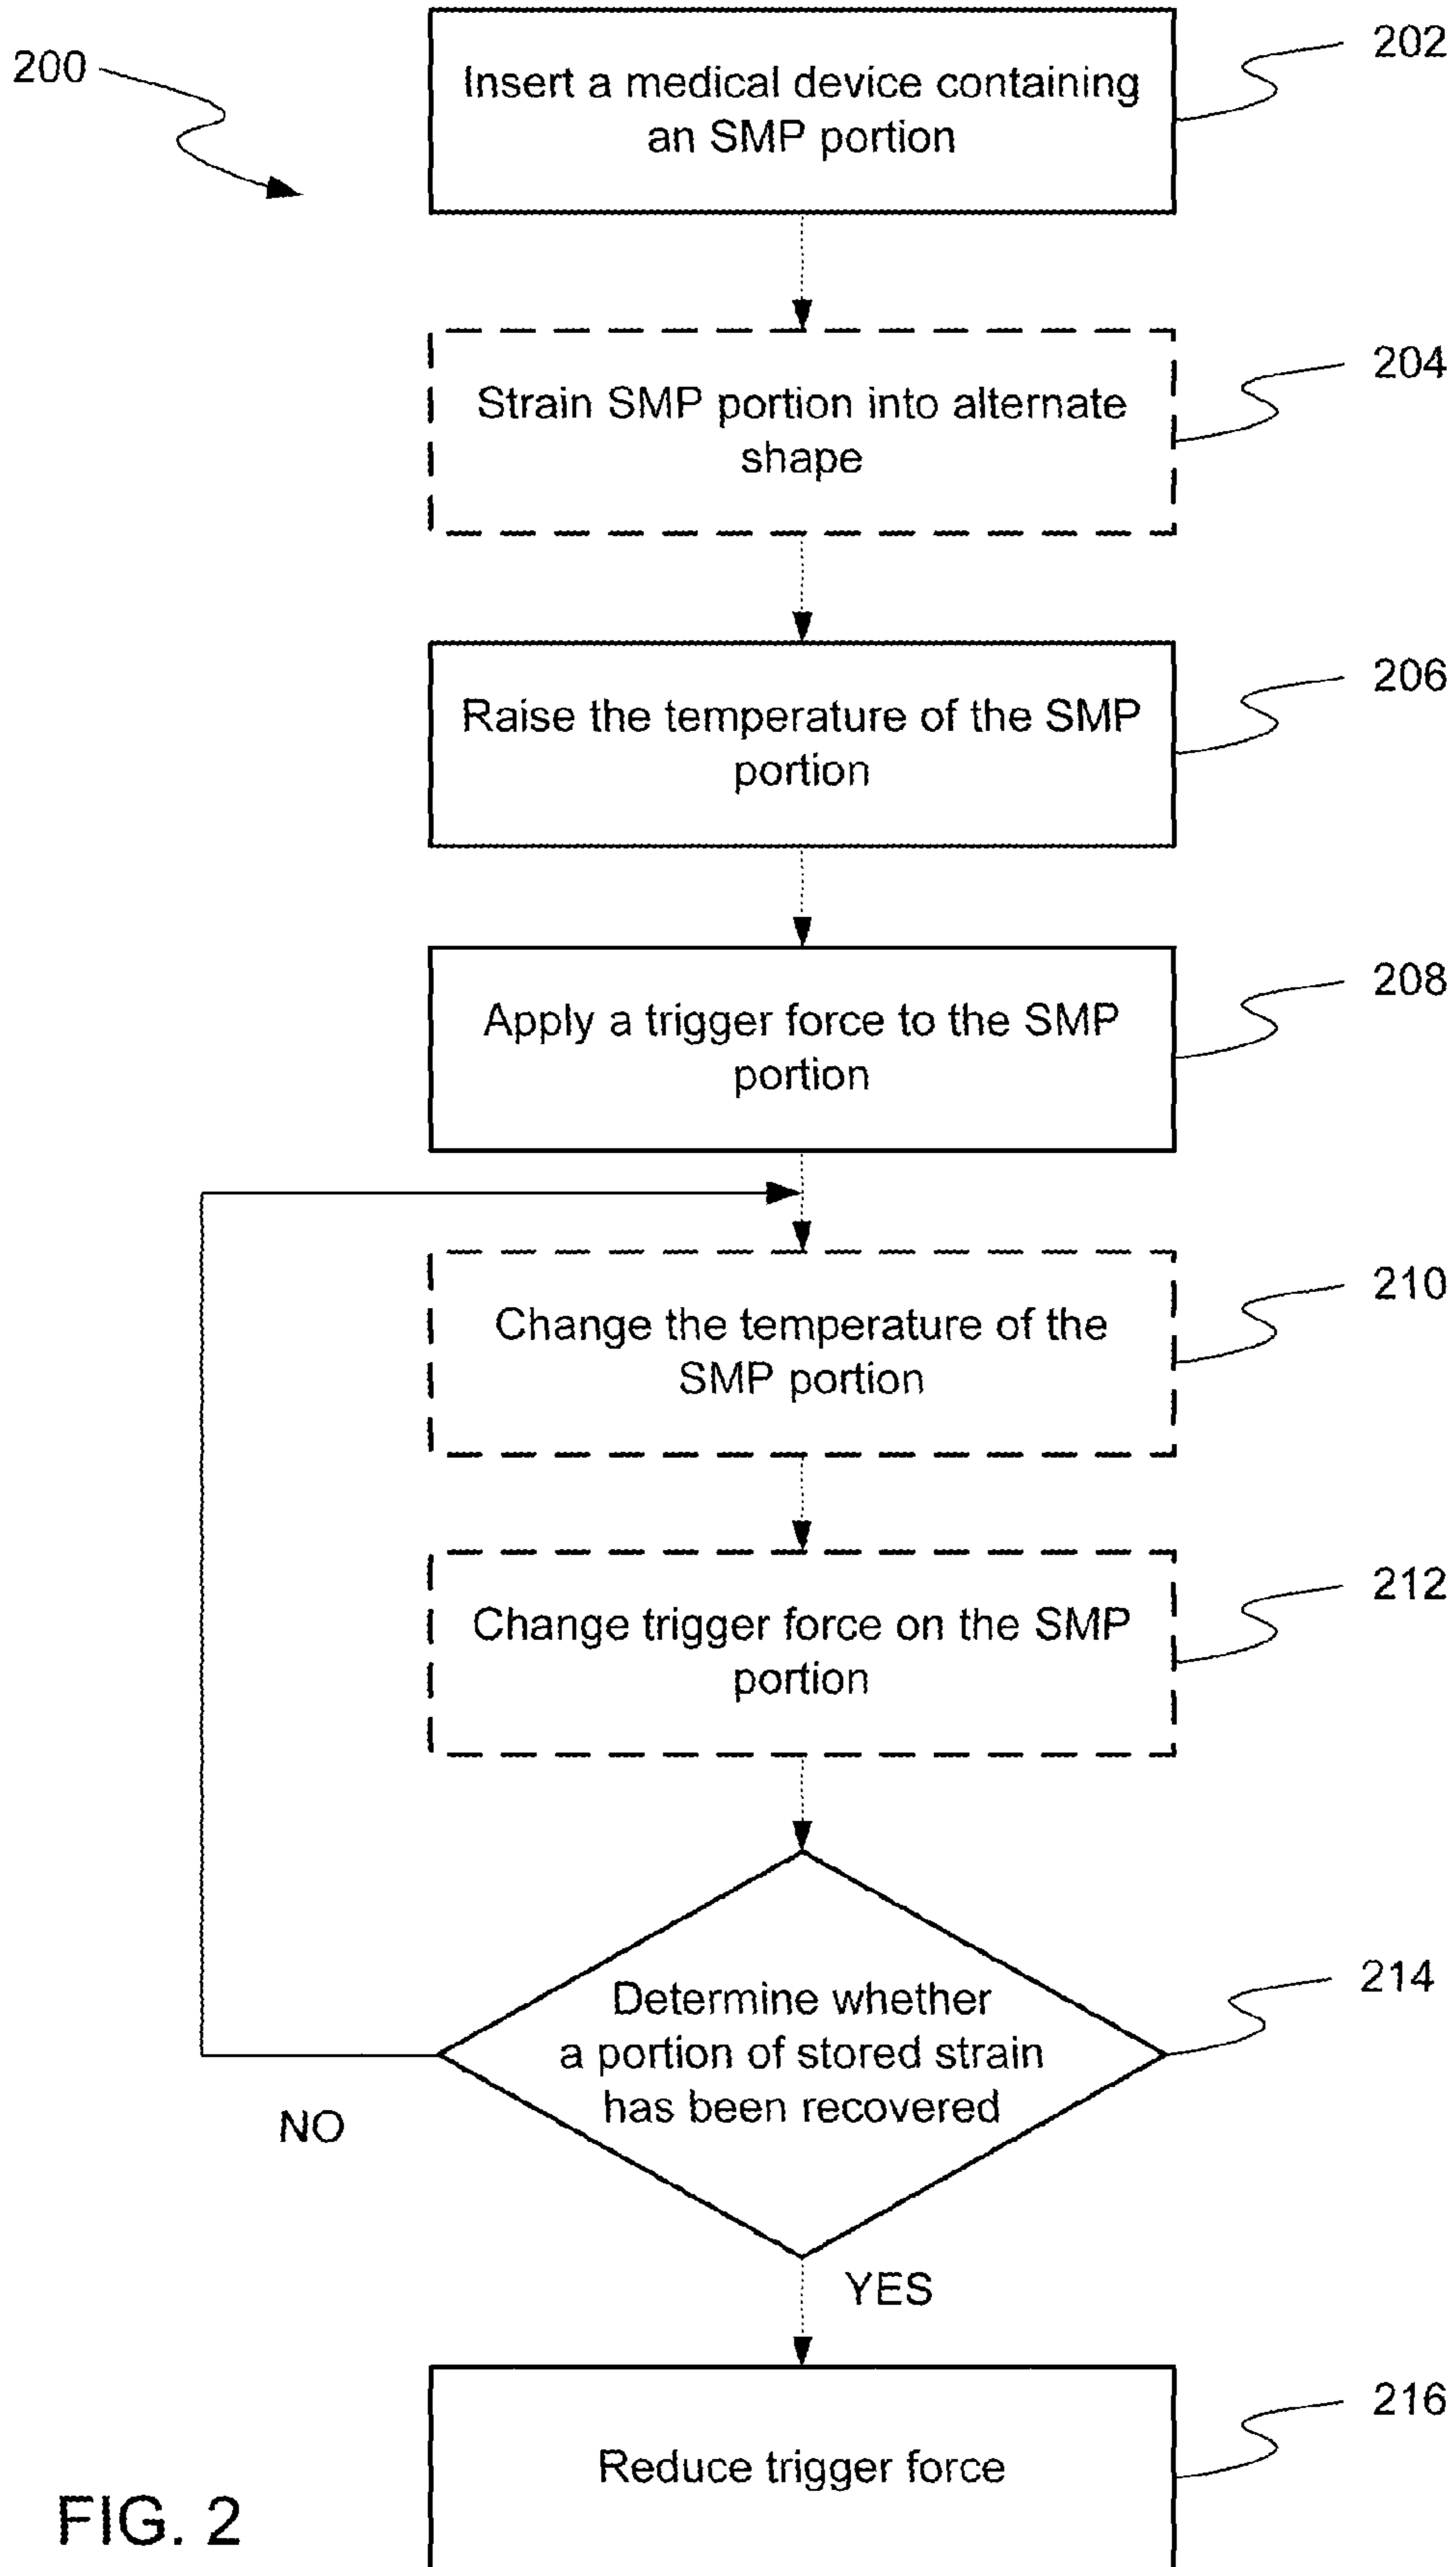 200
202
Insert a medical device containing
an SMP portion
204
Strain SMP portion into alternate
shape
206
Raise the temperature of the SMP
portion
208
Apply a trigger force to the SMP
portion
210
Change the temperature of the
SMP portion
212
Change trigger force on the SMP
portion
214
Determine whether
a portion of stored strain
has been recovered
NO
YES
216
Reduce trigger force
FIG. 2